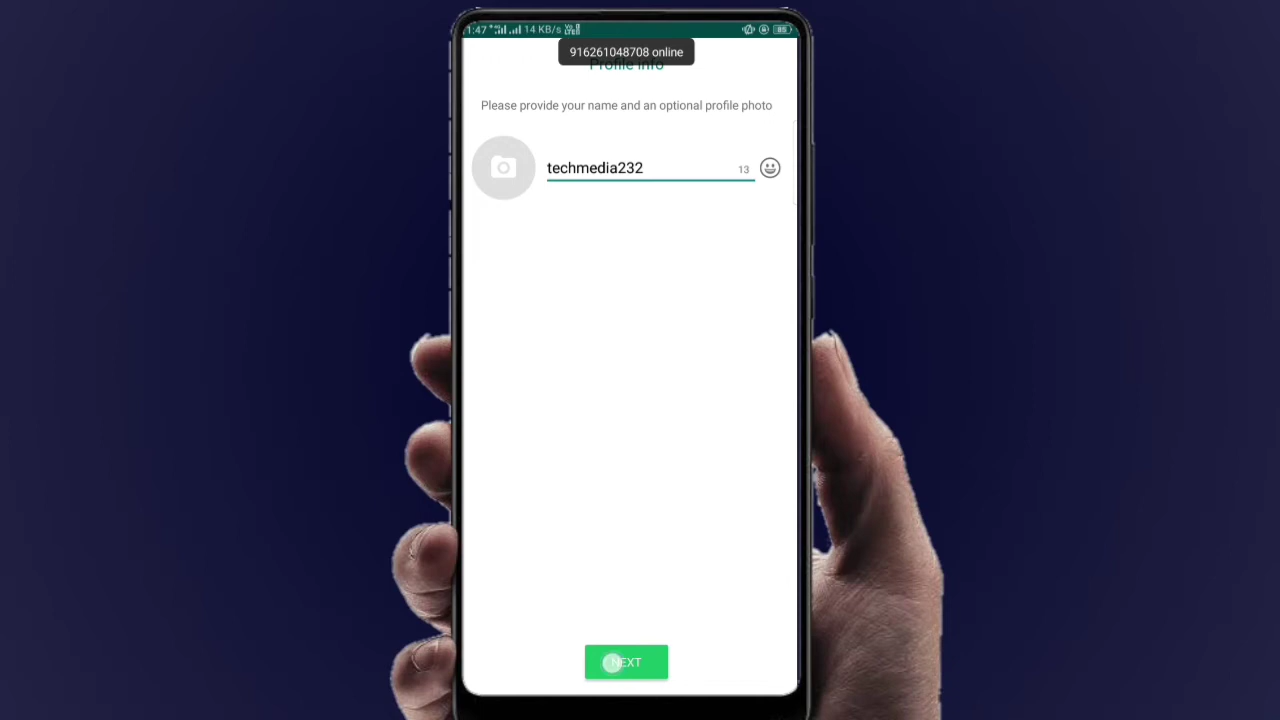 1:47 14 KB/s
916261048708 online
Profile info
Please provide your name and an optional profile photo
techmedia232 13
NEXT